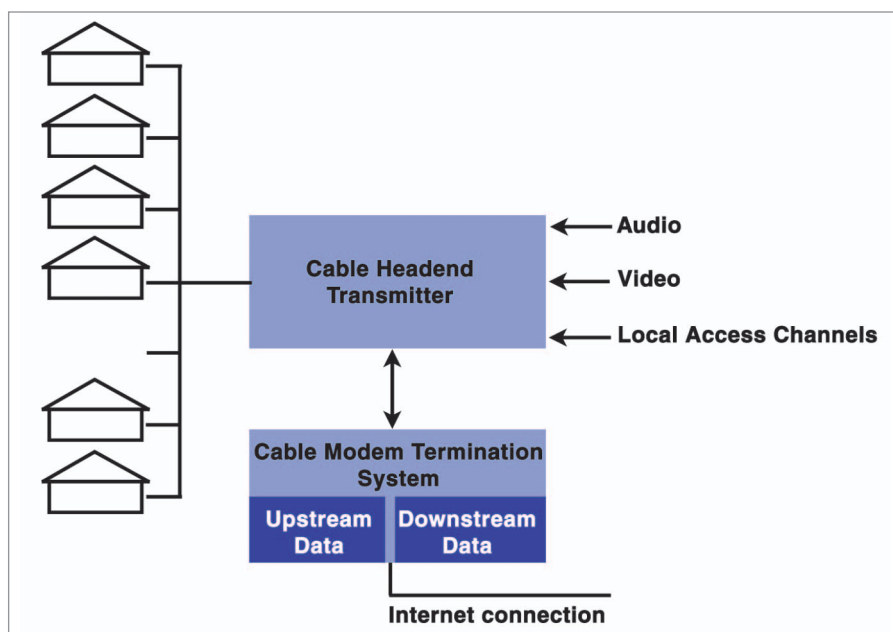 Cable Headend
Transmitter
Audio
Video
Local Access Channels
Cable Modem Termination
System
Upstream
Data
Downstream
Data
Internet connection